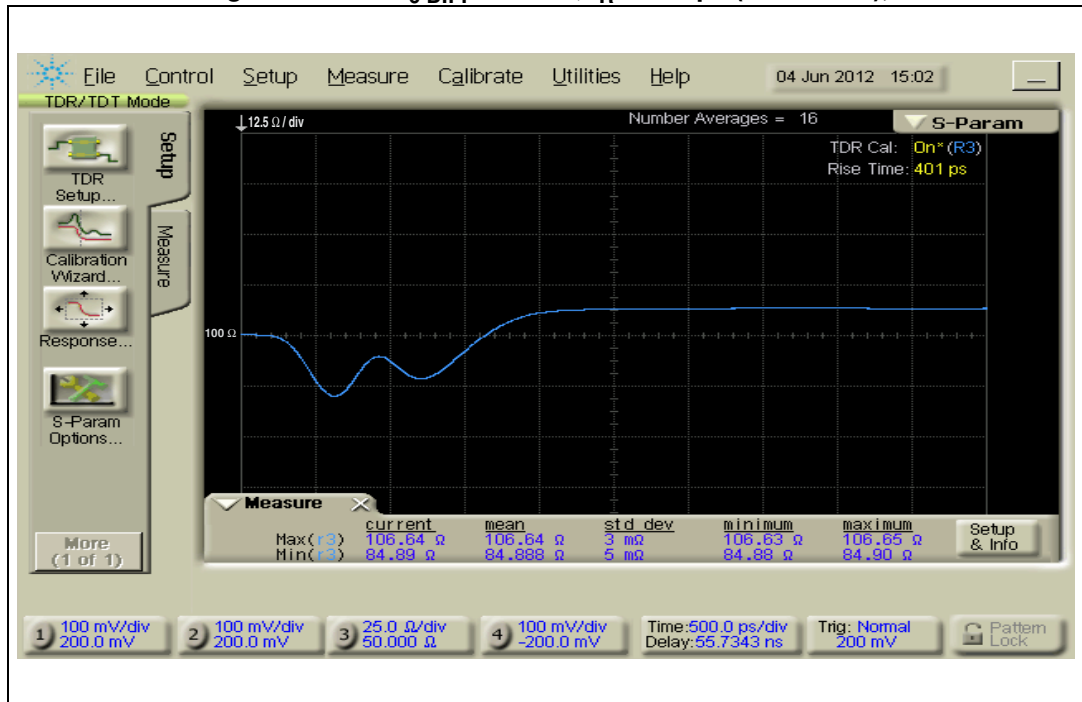 File Control Setup Measure Calibrate Utilities Help 04 Jun 2012 15:02
TDR/TDT Mode
12.5 Ω / div
Number Averages = 16
S-Param
TDR Cal: On* (R3)
Rise Time: 401 ps
Setup
Measure
TDR
Setup...
Calibration
Wizard...
Response...
S-Param
Options...
More
(1 of 1)
100 Ω
Measure
current mean std dev minimum maximum
Max(r3) 106.64 Ω 106.64 Ω 3 mΩ 106.63 Ω 106.65 Ω
Min(r3) 84.89 Ω 84.888 Ω 5 mΩ 84.88 Ω 84.90 Ω
Setup
& Info
1 100 mV/div
200.0 mV
2 100 mV/div
200.0 mV
3 25.0 Ω/div
50.000 Ω
4 100 mV/div
-200.0 mV
Time:500.0 ps/div
Delay:55.7343 ns
Trig: Normal
200 mV
Pattern
Lock